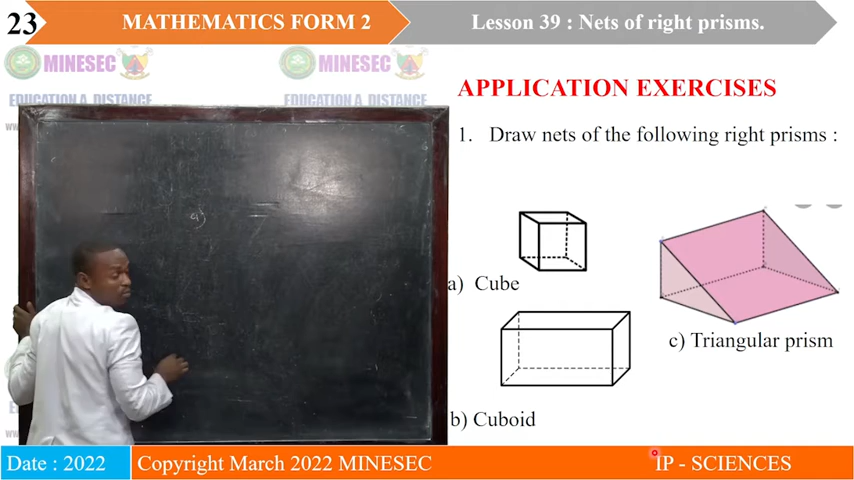 23
MATHEMATICS FORM 2
Lesson 39 : Nets of right prisms.
MINESEC
MINESEC
EDUCATION A DISTANCE
EDUCATION A DISTANCE
APPLICATION EXERCISES
1. Draw nets of the following right prisms :
a)
a) Cube
c) Triangular prism
b) Cuboid
Date : 2022
Copyright March 2022 MINESEC
IP - SCIENCES